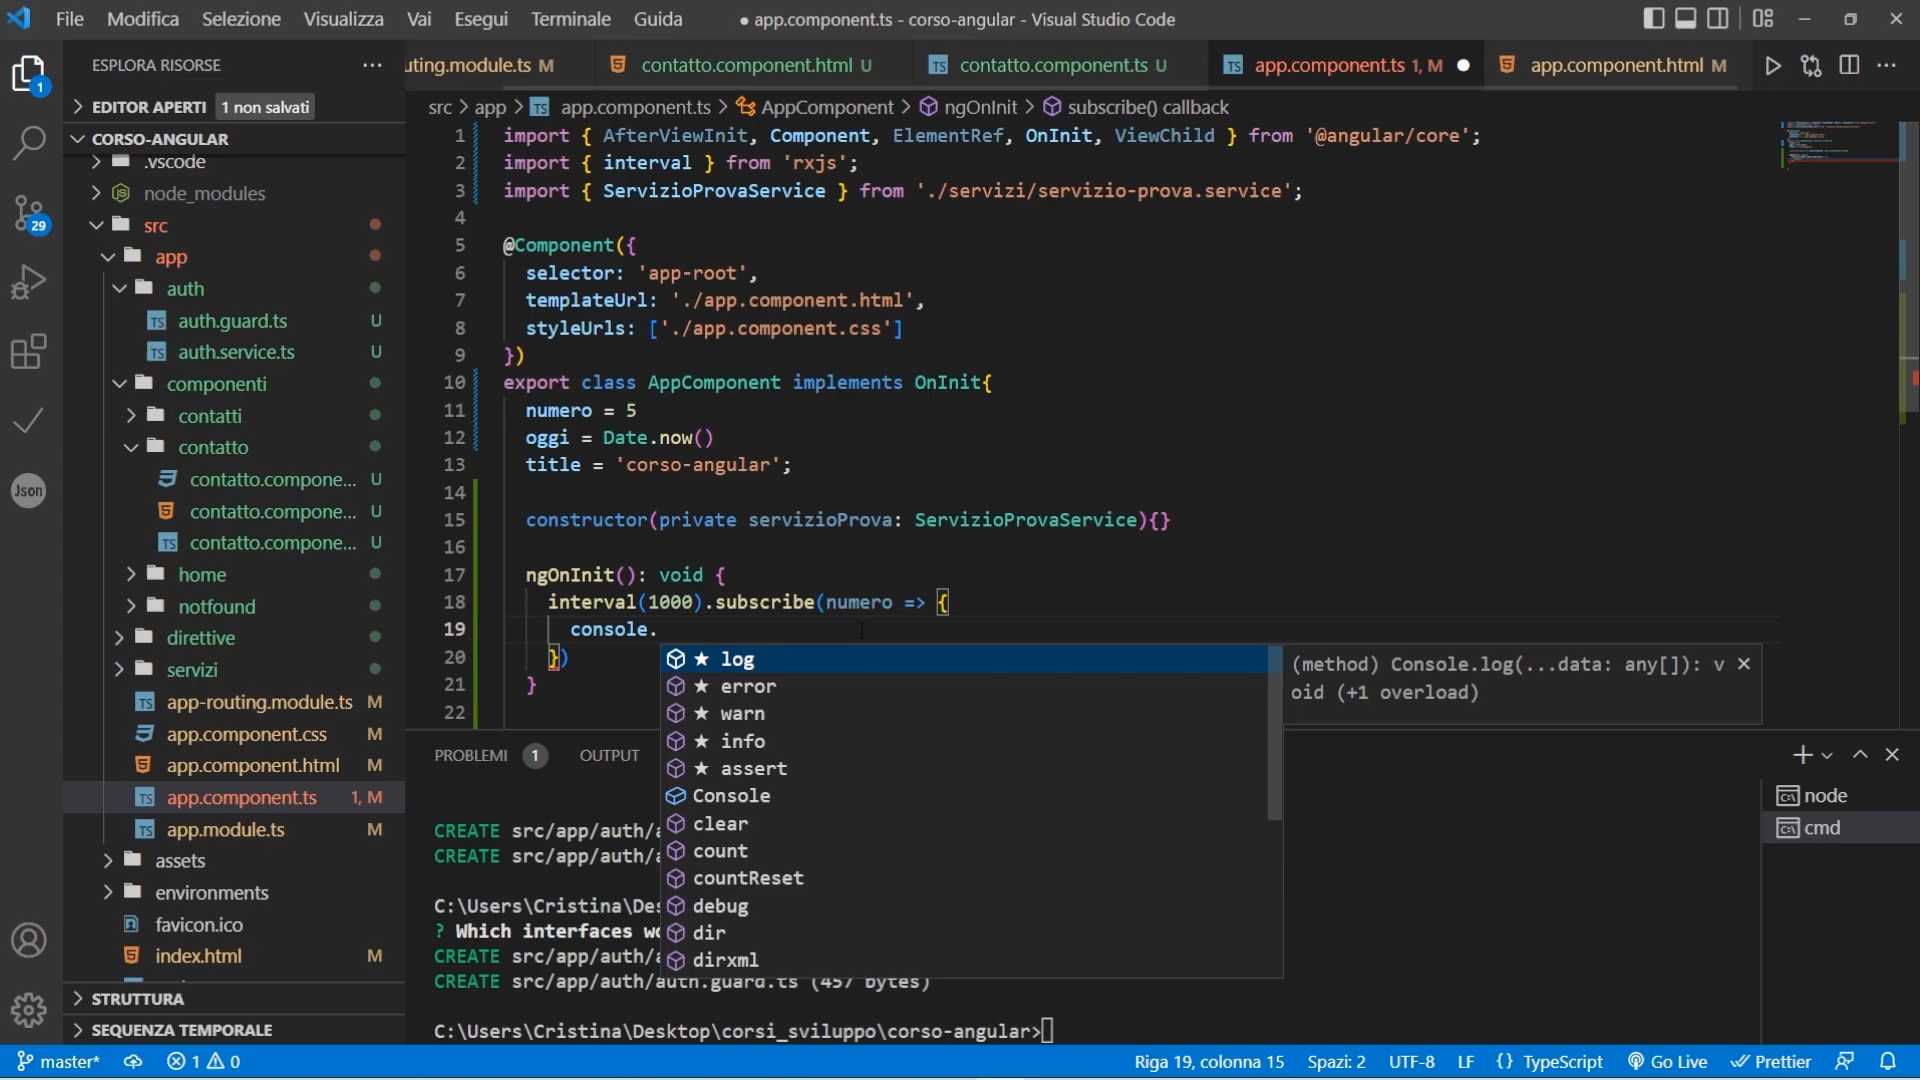 File Modifica Selezione Visualizza Vai Esegui Terminale Guida
● app.component.ts - corso-angular - Visual Studio Code
ESPLORA RISORSE
uting.module.ts M
contatto.component.html U
contatto.component.ts U
app.component.ts 1, M
app.component.html M
src > app > TS app.component.ts > AppComponent > ngOnInit > subscribe() callback
EDITOR APERTI 1 non salvati
CORSO-ANGULAR
.vscode
node_modules
src
app
auth
TS auth.guard.ts U
TS auth.service.ts U
componenti
contatti
contatto
contatto.compone... U
contatto.compone... U
TS contatto.compone... U
home
notfound
direttive
servizi
TS app-routing.module.ts M
app.component.css M
app.component.html M
TS app.component.ts 1, M
TS app.module.ts M
assets
environments
favicon.ico
index.html M
STRUTTURA
SEQUENZA TEMPORALE
1
29
Json
1 import { AfterViewInit, Component, ElementRef, OnInit, ViewChild } from '@angular/core';
2 import { interval } from 'rxjs';
3 import { ServizioProvaService } from './servizi/servizio-prova.service';
4
5 @Component({
6 selector: 'app-root',
7 templateUrl: './app.component.html',
8 styleUrls: ['./app.component.css']
9 })
10 export class AppComponent implements OnInit{
11 numero = 5
12 oggi = Date.now()
13 title = 'corso-angular';
14
15 constructor(private servizioProva: ServizioProvaService){}
16
17 ngOnInit(): void {
18 interval(1000).subscribe(numero => {
19 console.
20 })
21 }
22
★ log
★ error
★ warn
★ info
★ assert
Console
clear
count
countReset
debug
dir
dirxml
(method) Console.log(...data: any[]): v
oid (+1 overload)
PROBLEMI 1 OUTPUT
CREATE src/app/auth/a
CREATE src/app/auth/a
C:\Users\Cristina\Des
? Which interfaces wo
CREATE src/app/auth/a
CREATE src/app/auth/auth.guard.ts (457 bytes)
C:\Users\Cristina\Desktop\corsi_sviluppo\corso-angular>
node
cmd
master* 1 0
Riga 19, colonna 15 Spazi: 2 UTF-8 LF {} TypeScript Go Live Prettier